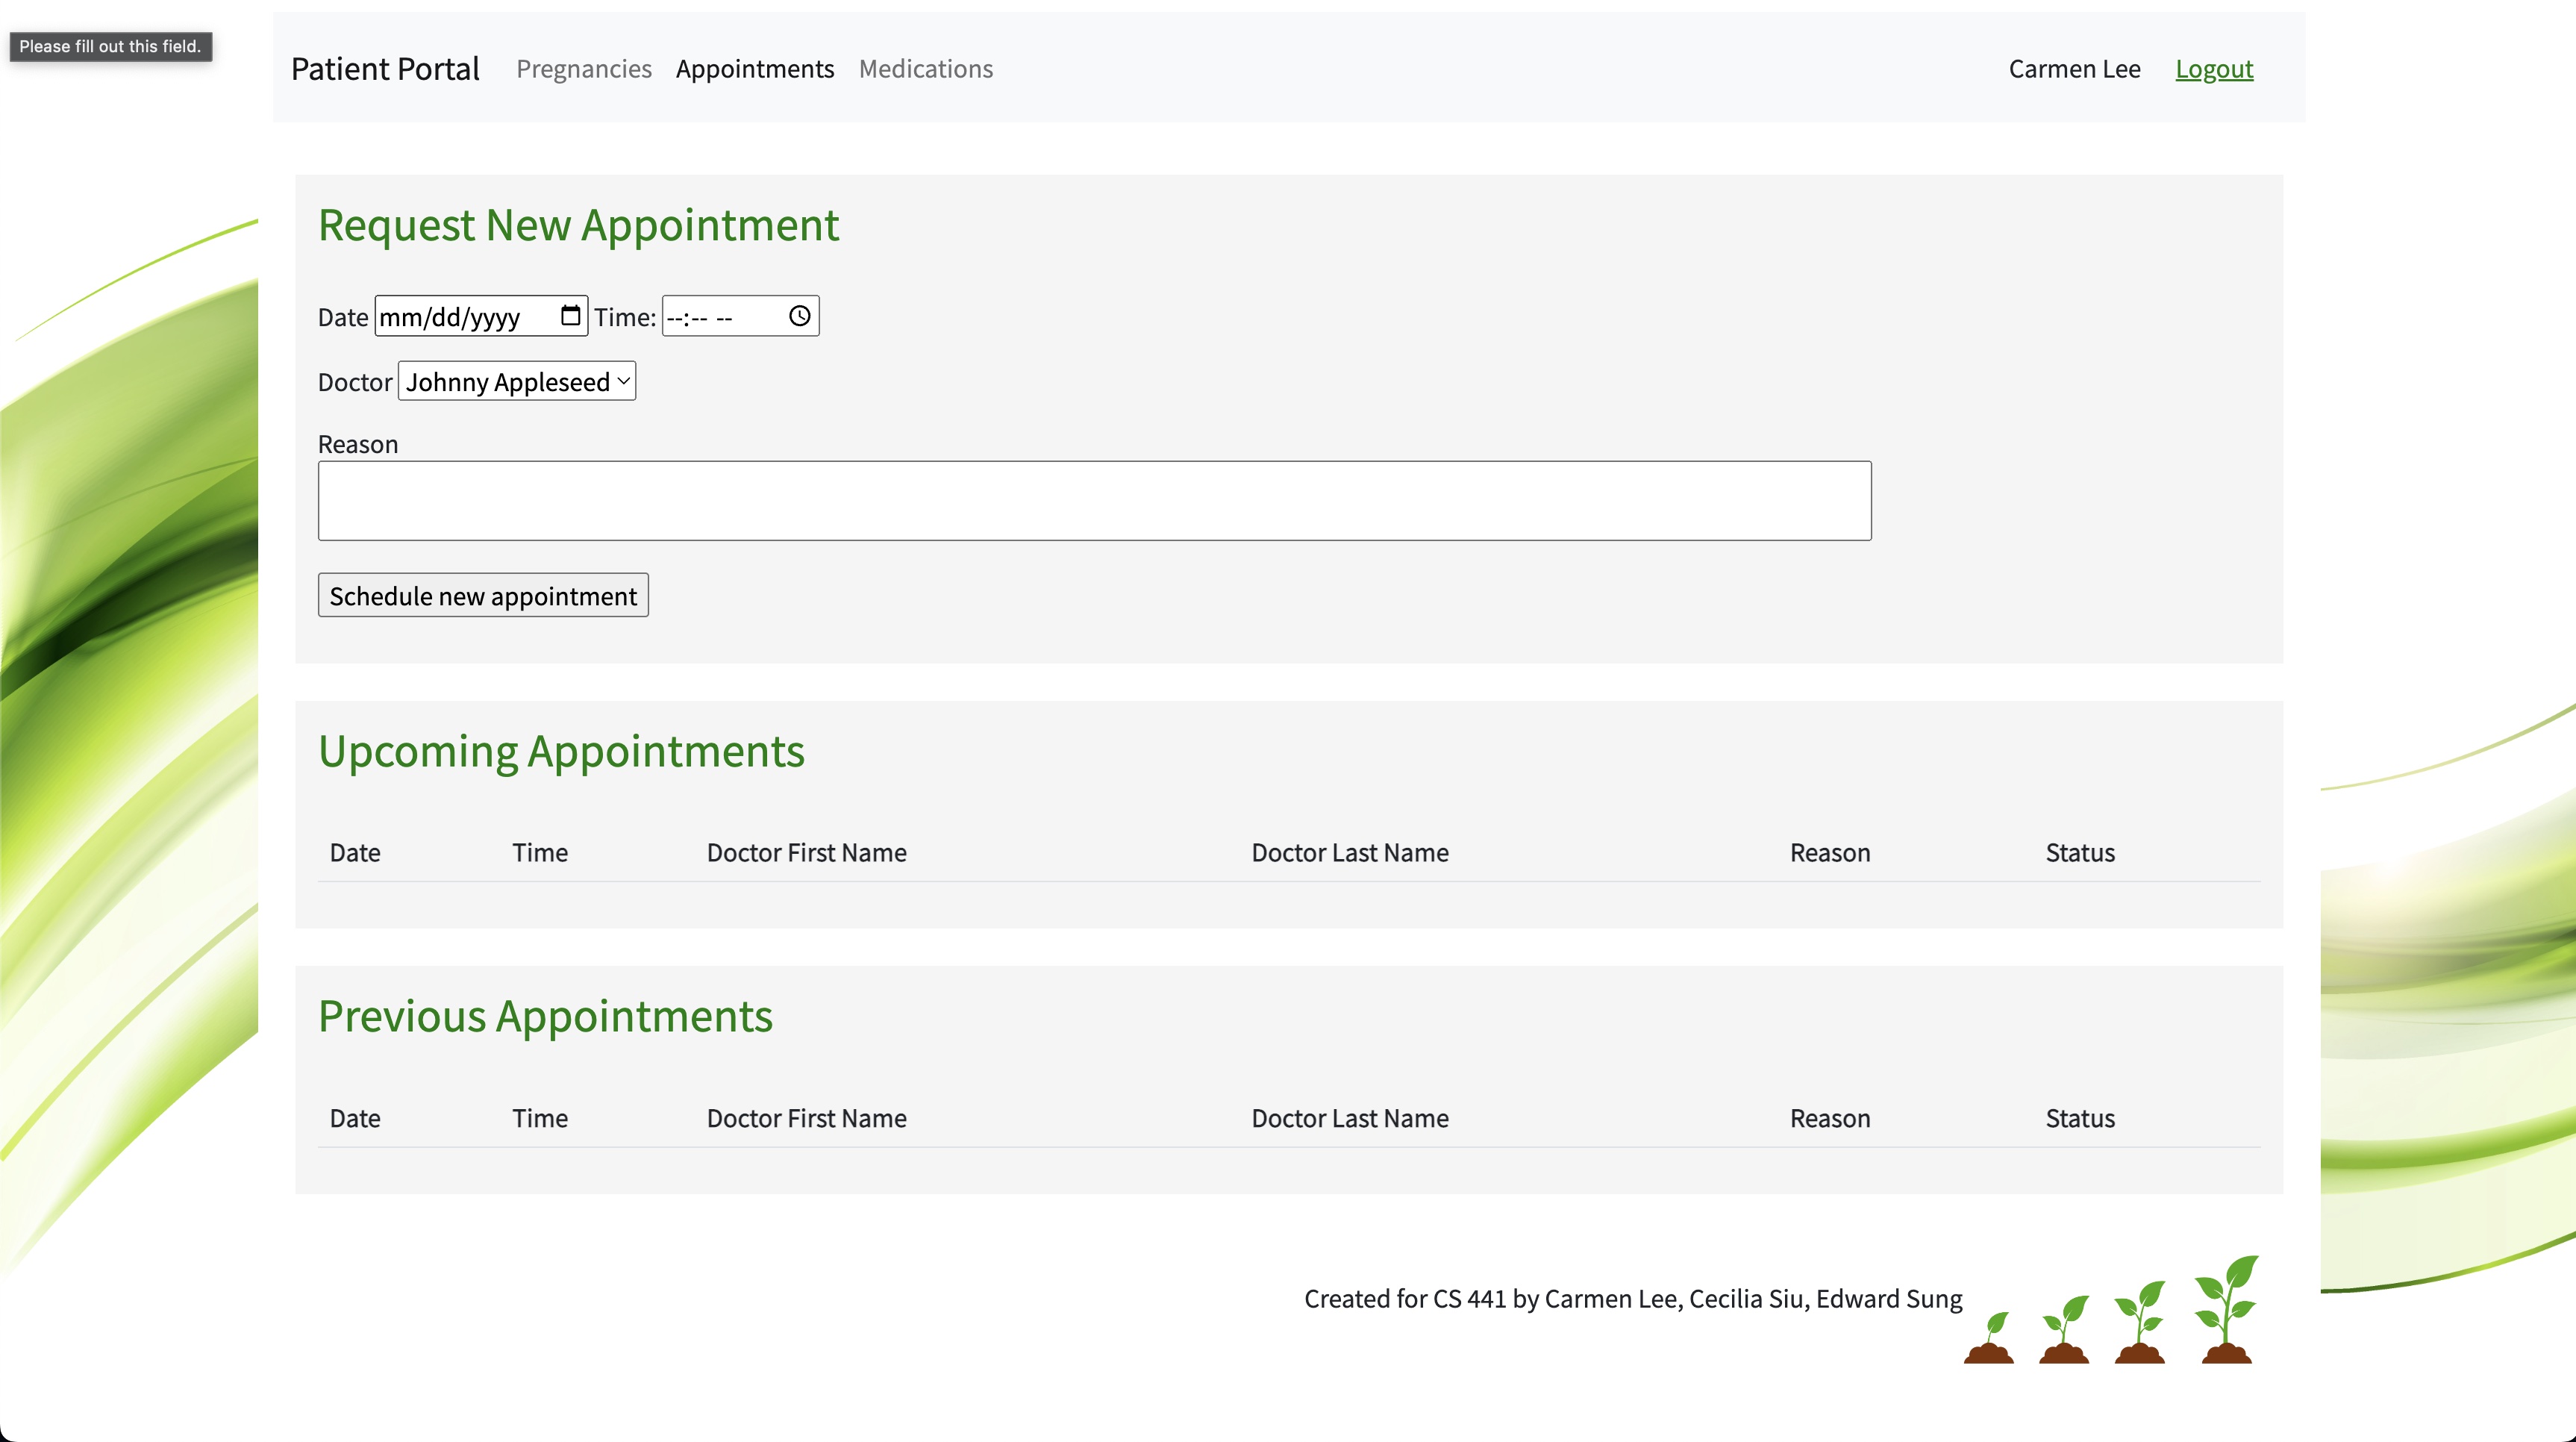 Please fill out this field.
Patient Portal Pregnancies Appointments Medications Carmen Lee Logout
Request New Appointment
Date mm/dd/yyyy Time: --:-- --
Doctor Johnny Appleseed
Reason
Schedule new appointment
Upcoming Appointments
Date Time Doctor First Name Doctor Last Name Reason Status
Previous Appointments
Date Time Doctor First Name Doctor Last Name Reason Status
Created for CS 441 by Carmen Lee, Cecilia Siu, Edward Sung